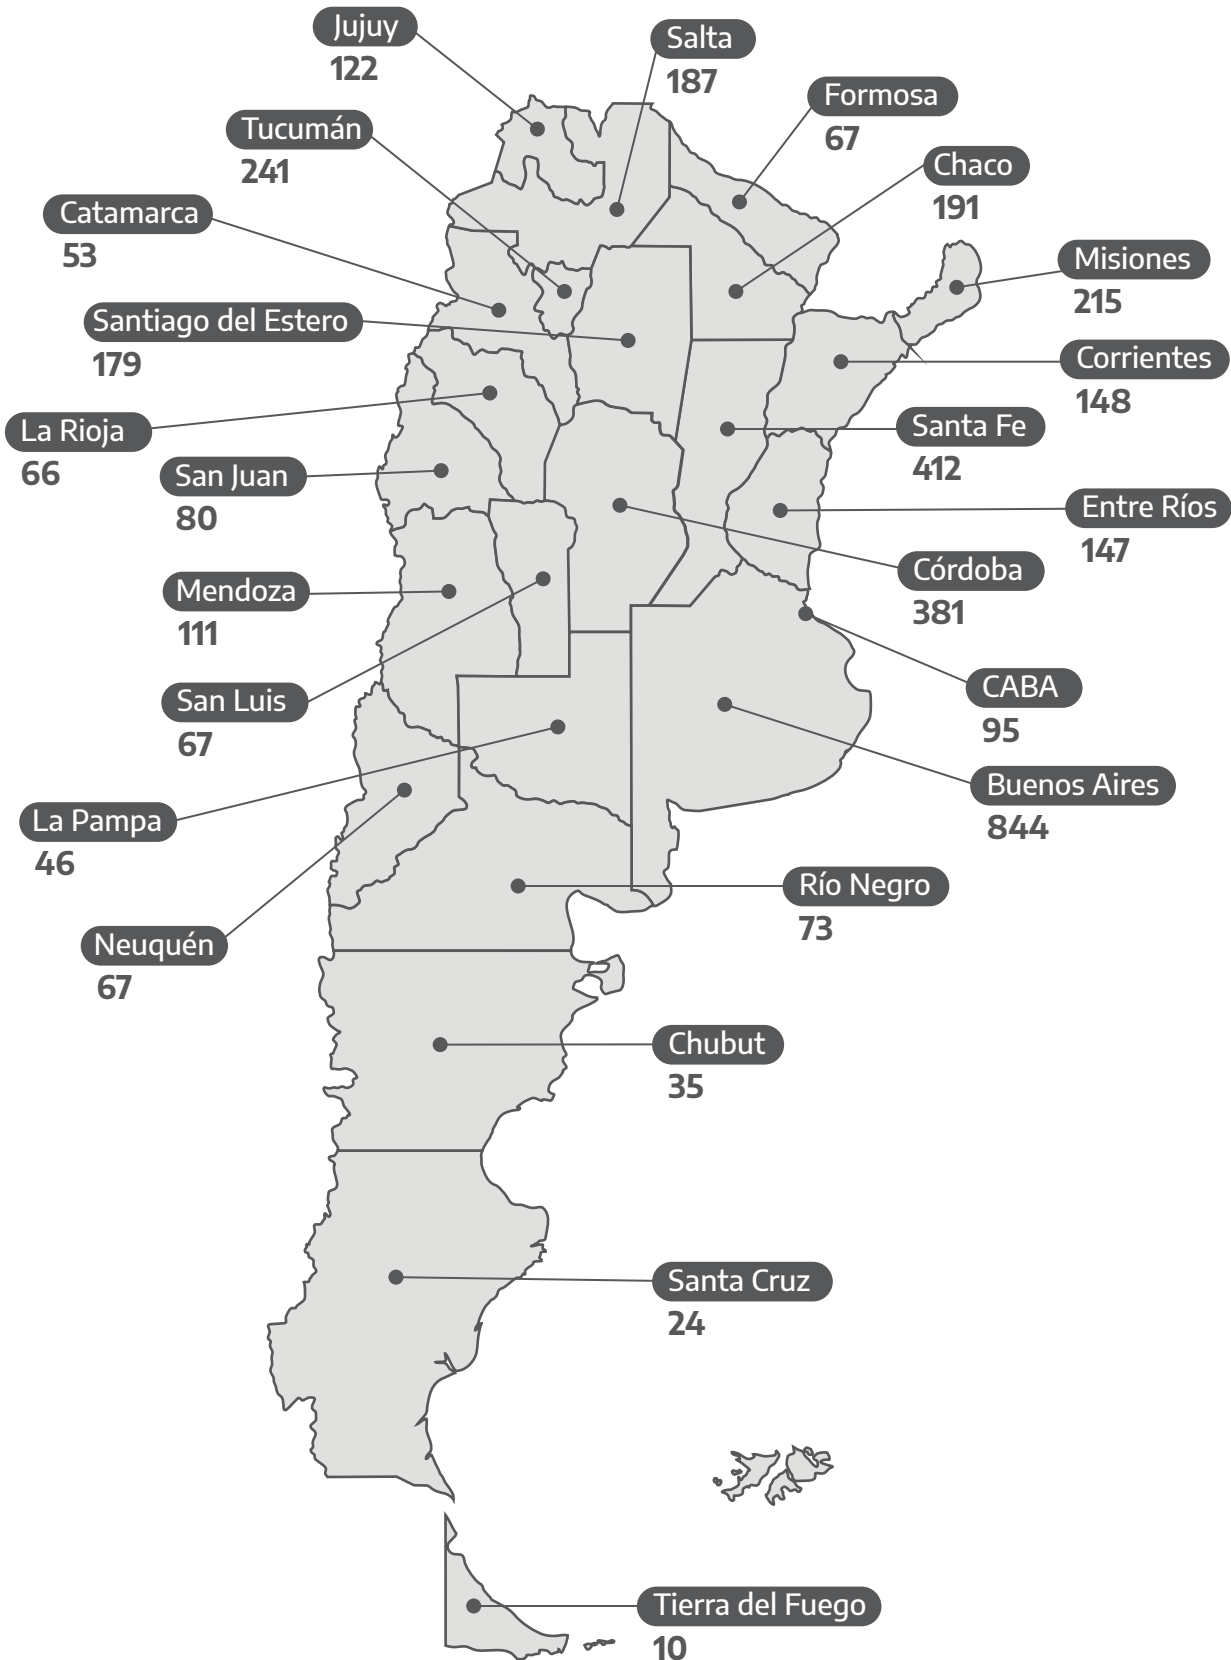 Jujuy
122
Salta
187
Formosa
67
Tucumán
241
Chaco
191
Catamarca
53
Misiones
215
Santiago del Estero
179
Corrientes
148
La Rioja
66
Santa Fe
412
San Juan
80
Entre Ríos
147
Córdoba
381
Mendoza
111
CABA
95
San Luis
67
Buenos Aires
844
La Pampa
46
Río Negro
73
Neuquén
67
Chubut
35
Santa Cruz
24
Tierra del Fuego
10